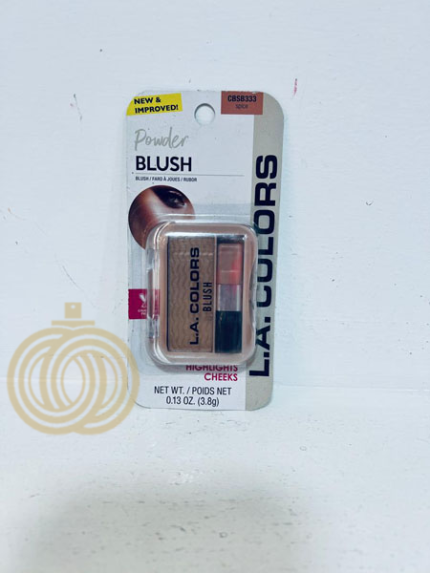 NEW &
IMPROVED!
CBSB333
spice
Powder
BLUSH
BLUSH / FARD À JOUES / RUBOR
L.A. COLORS
BLUSH
L.A. COLORS
HIGHLIGHTS
CHEEKS
NET WT. / POIDS NET
0.13 OZ. (3.8g)